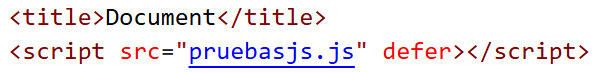 <title>Document</title>
<script src="pruebasjs.js" defer></script>